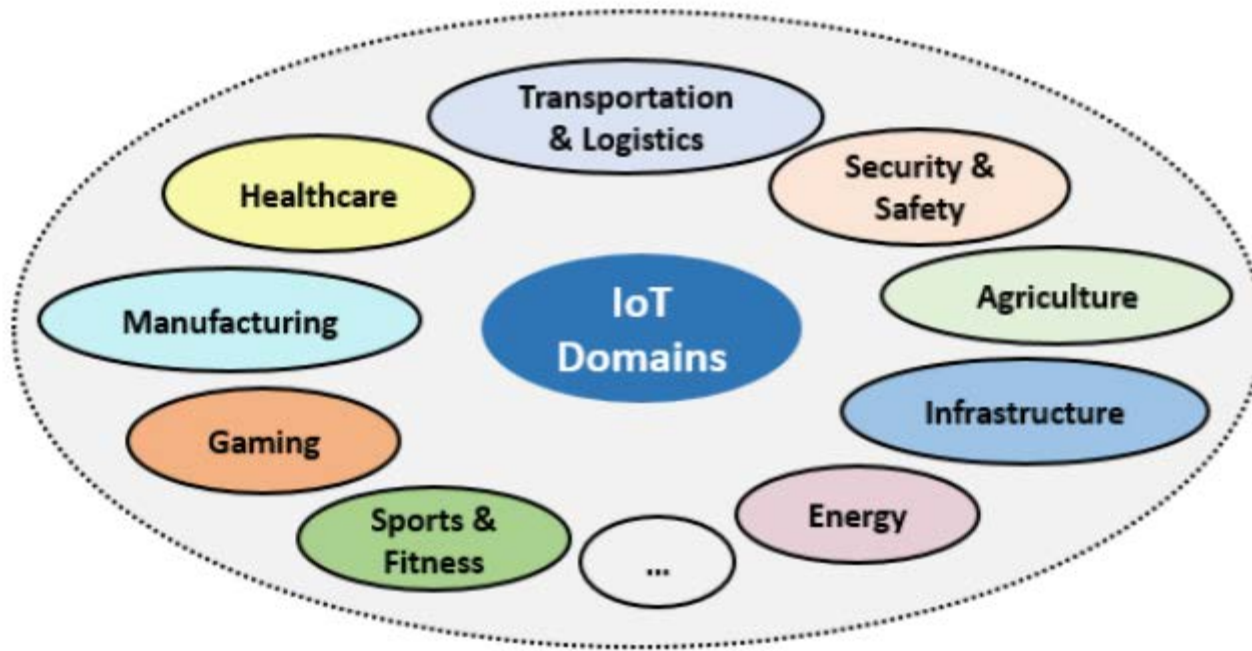 Transportation
& Logistics
Healthcare
Security &
Safety
Manufacturing
IoT
Domains
Agriculture
Gaming
Infrastructure
Sports &
Fitness
...
Energy